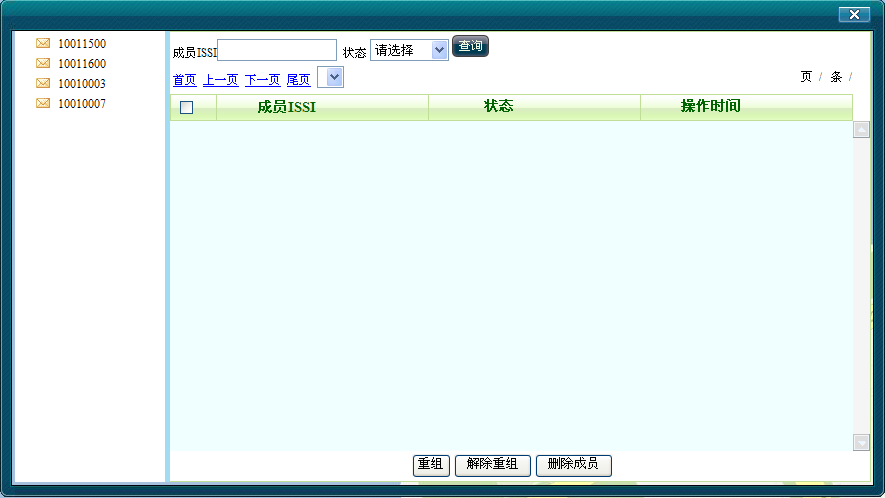 10011500
10011600
10010003
10010007
成员ISSI 状态 请选择 查询
首页 上一页 下一页 尾页 页 / 条 /
成员ISSI 状态 操作时间
重组 解除重组 删除成员